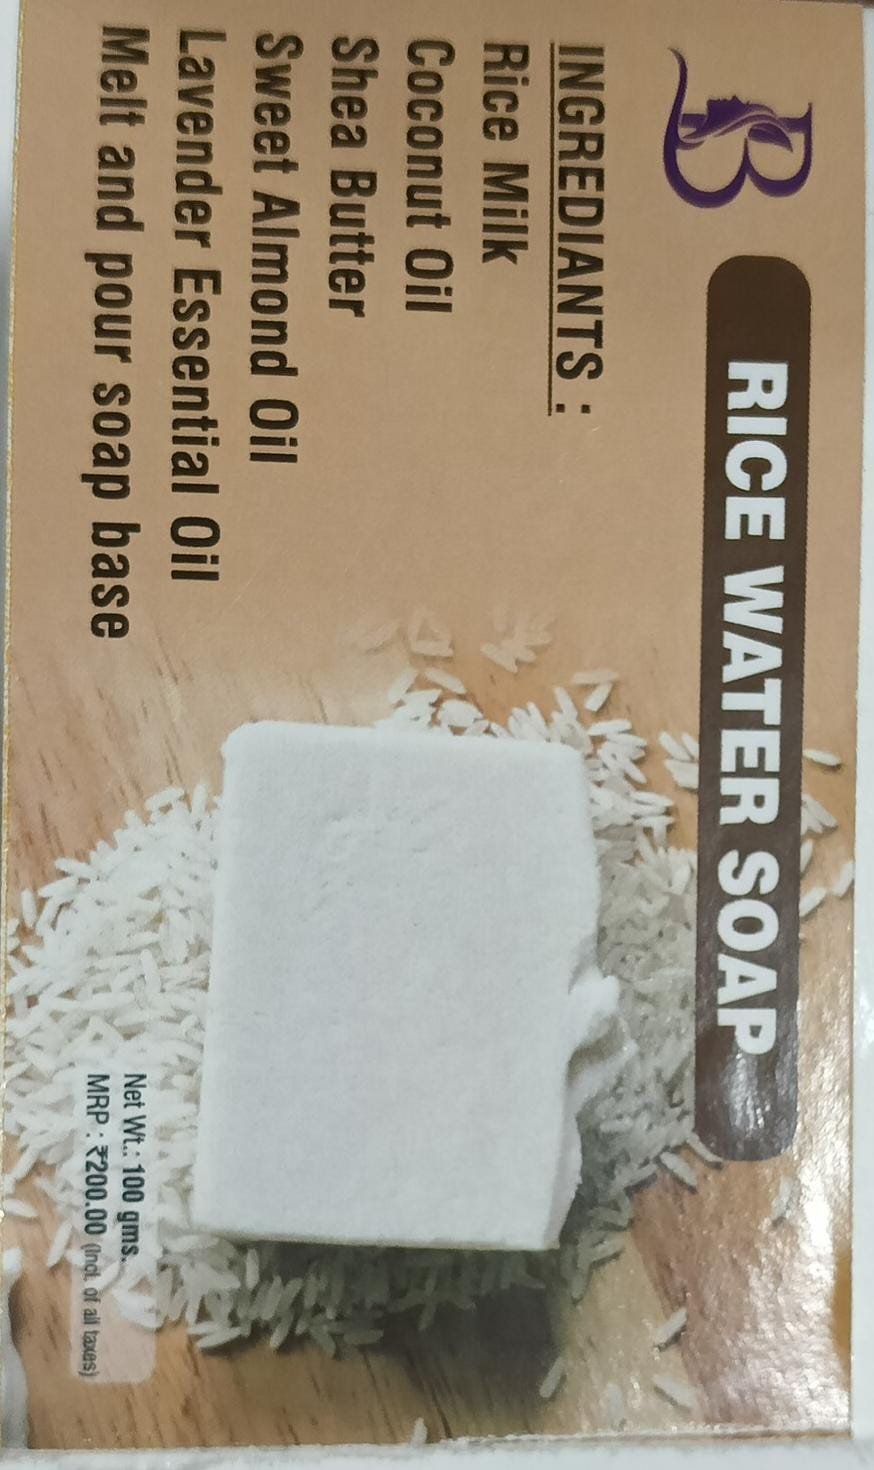 B
RICE WATER SOAP
INGREDIANTS :
Rice Milk
Coconut Oil
Shea Butter
Sweet Almond Oil
Lavender Essential Oil
Melt and pour soap base
Net Wt.: 100 gms.
MRP : ₹200.00 (Incl. of all taxes)